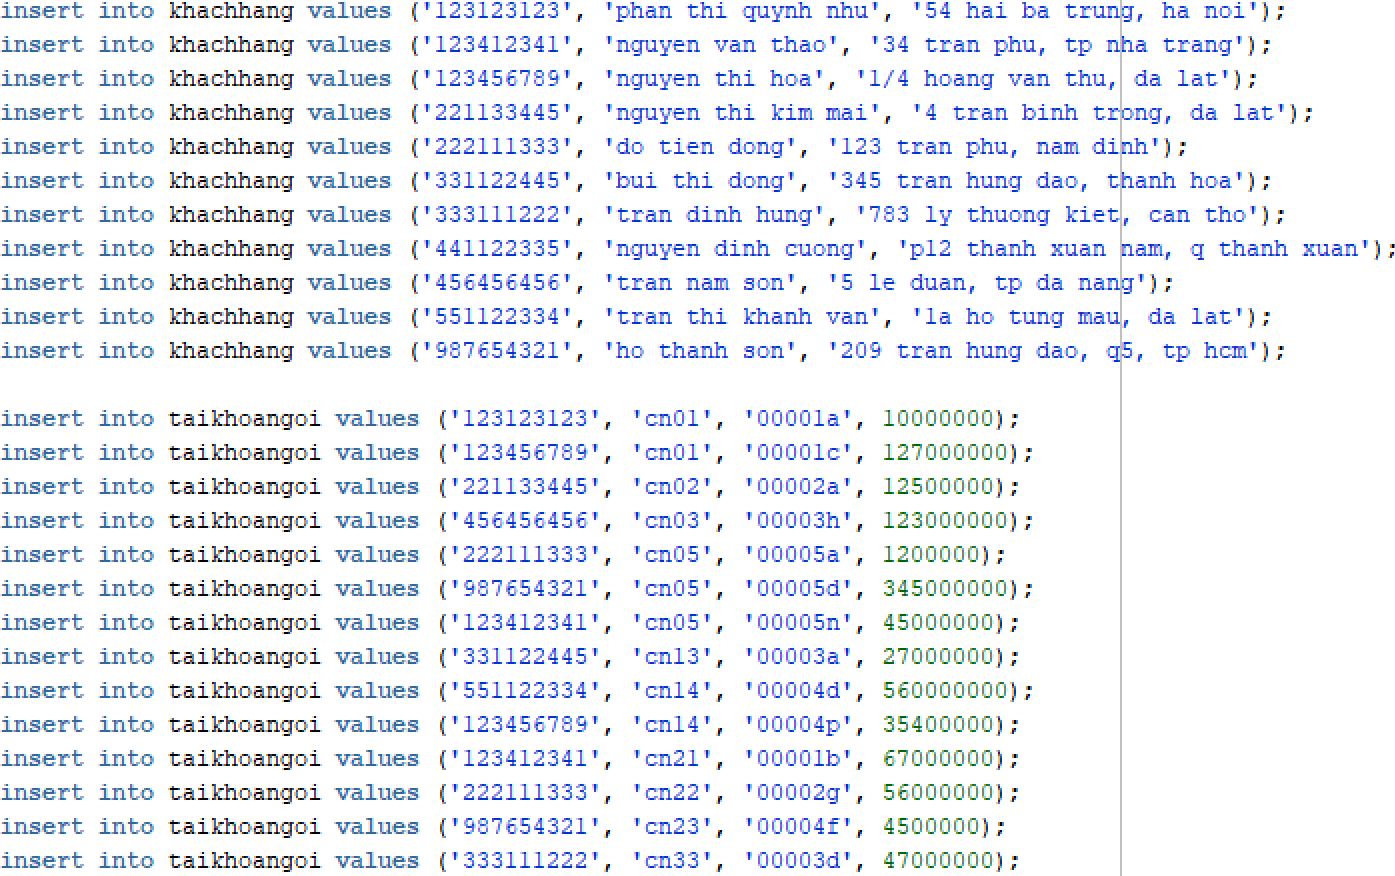 insert into khachhang values ('123123123', 'phan thi quynh nhu', '54 hai ba trung, ha noi');
insert into khachhang values ('123412341', 'nguyen van thao', '34 tran phu, tp nha trang');
insert into khachhang values ('123456789', 'nguyen thi hoa', '1/4 hoang van thu, da lat');
insert into khachhang values ('221133445', 'nguyen thi kim mai', '4 tran binh trong, da lat');
insert into khachhang values ('222111333', 'do tien dong', '123 tran phu, nam dinh');
insert into khachhang values ('331122445', 'bui thi dong', '345 tran hung dao, thanh hoa');
insert into khachhang values ('333111222', 'tran dinh hung', '783 ly thuong kiet, can tho');
insert into khachhang values ('441122335', 'nguyen dinh cuong', 'p12 thanh xuan nam, q thanh xuan');
insert into khachhang values ('456456456', 'tran nam son', '5 le duan, tp da nang');
insert into khachhang values ('551122334', 'tran thi khanh van', '1a ho tung mau, da lat');
insert into khachhang values ('987654321', 'ho thanh son', '209 tran hung dao, q5, tp hcm');
insert into taikhoangoi values ('123123123', 'cn01', '00001a', 10000000);
insert into taikhoangoi values ('123456789', 'cn01', '00001c', 127000000);
insert into taikhoangoi values ('221133445', 'cn02', '00002a', 12500000);
insert into taikhoangoi values ('456456456', 'cn03', '00003h', 123000000);
insert into taikhoangoi values ('222111333', 'cn05', '00005a', 1200000);
insert into taikhoangoi values ('987654321', 'cn05', '00005d', 345000000);
insert into taikhoangoi values ('123412341', 'cn05', '00005n', 45000000);
insert into taikhoangoi values ('331122445', 'cn13', '00003a', 27000000);
insert into taikhoangoi values ('551122334', 'cn14', '00004d', 560000000);
insert into taikhoangoi values ('123456789', 'cn14', '00004p', 35400000);
insert into taikhoangoi values ('123412341', 'cn21', '00001b', 67000000);
insert into taikhoangoi values ('222111333', 'cn22', '00002g', 56000000);
insert into taikhoangoi values ('987654321', 'cn23', '00004f', 4500000);
insert into taikhoangoi values ('333111222', 'cn33', '00003d', 47000000);